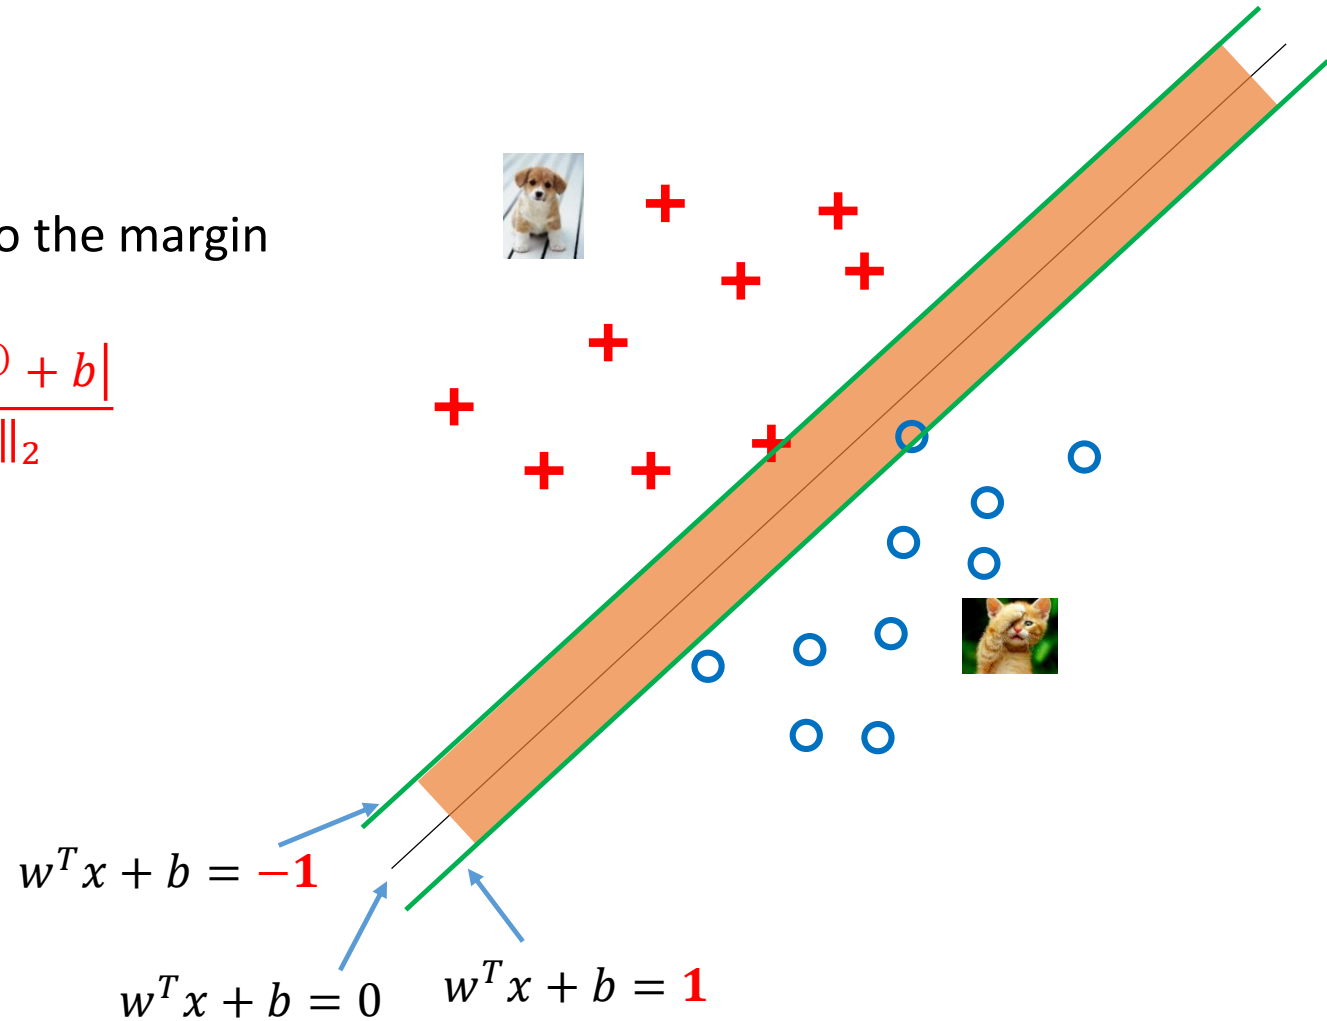 o the margin
⁾ + b|
‖₂
wᵀx + b = −1
wᵀx + b = 0
wᵀx + b = 1